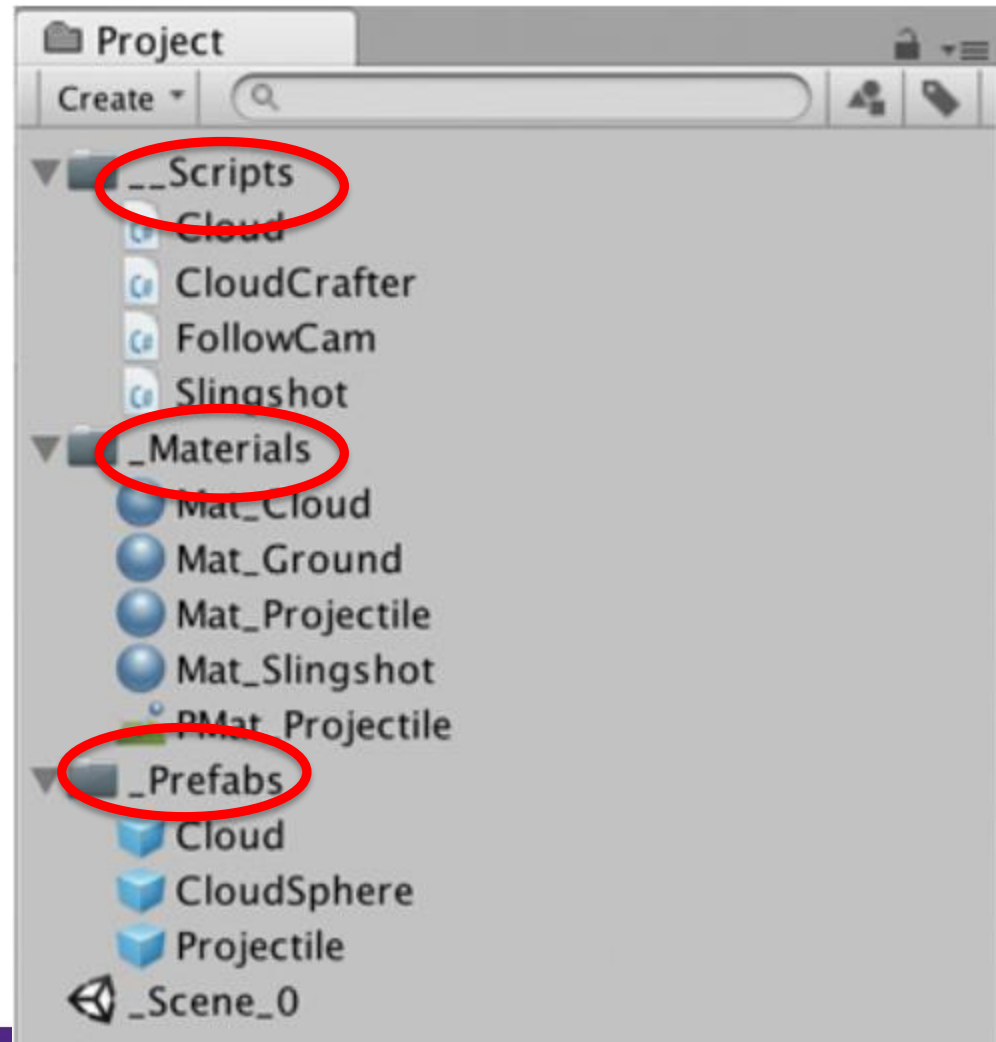 Project
Create
__Scripts
Cloud
CloudCrafter
FollowCam
Slingshot
_Materials
Mat_Cloud
Mat_Ground
Mat_Projectile
Mat_Slingshot
PMat_Projectile
_Prefabs
Cloud
CloudSphere
Projectile
_Scene_0